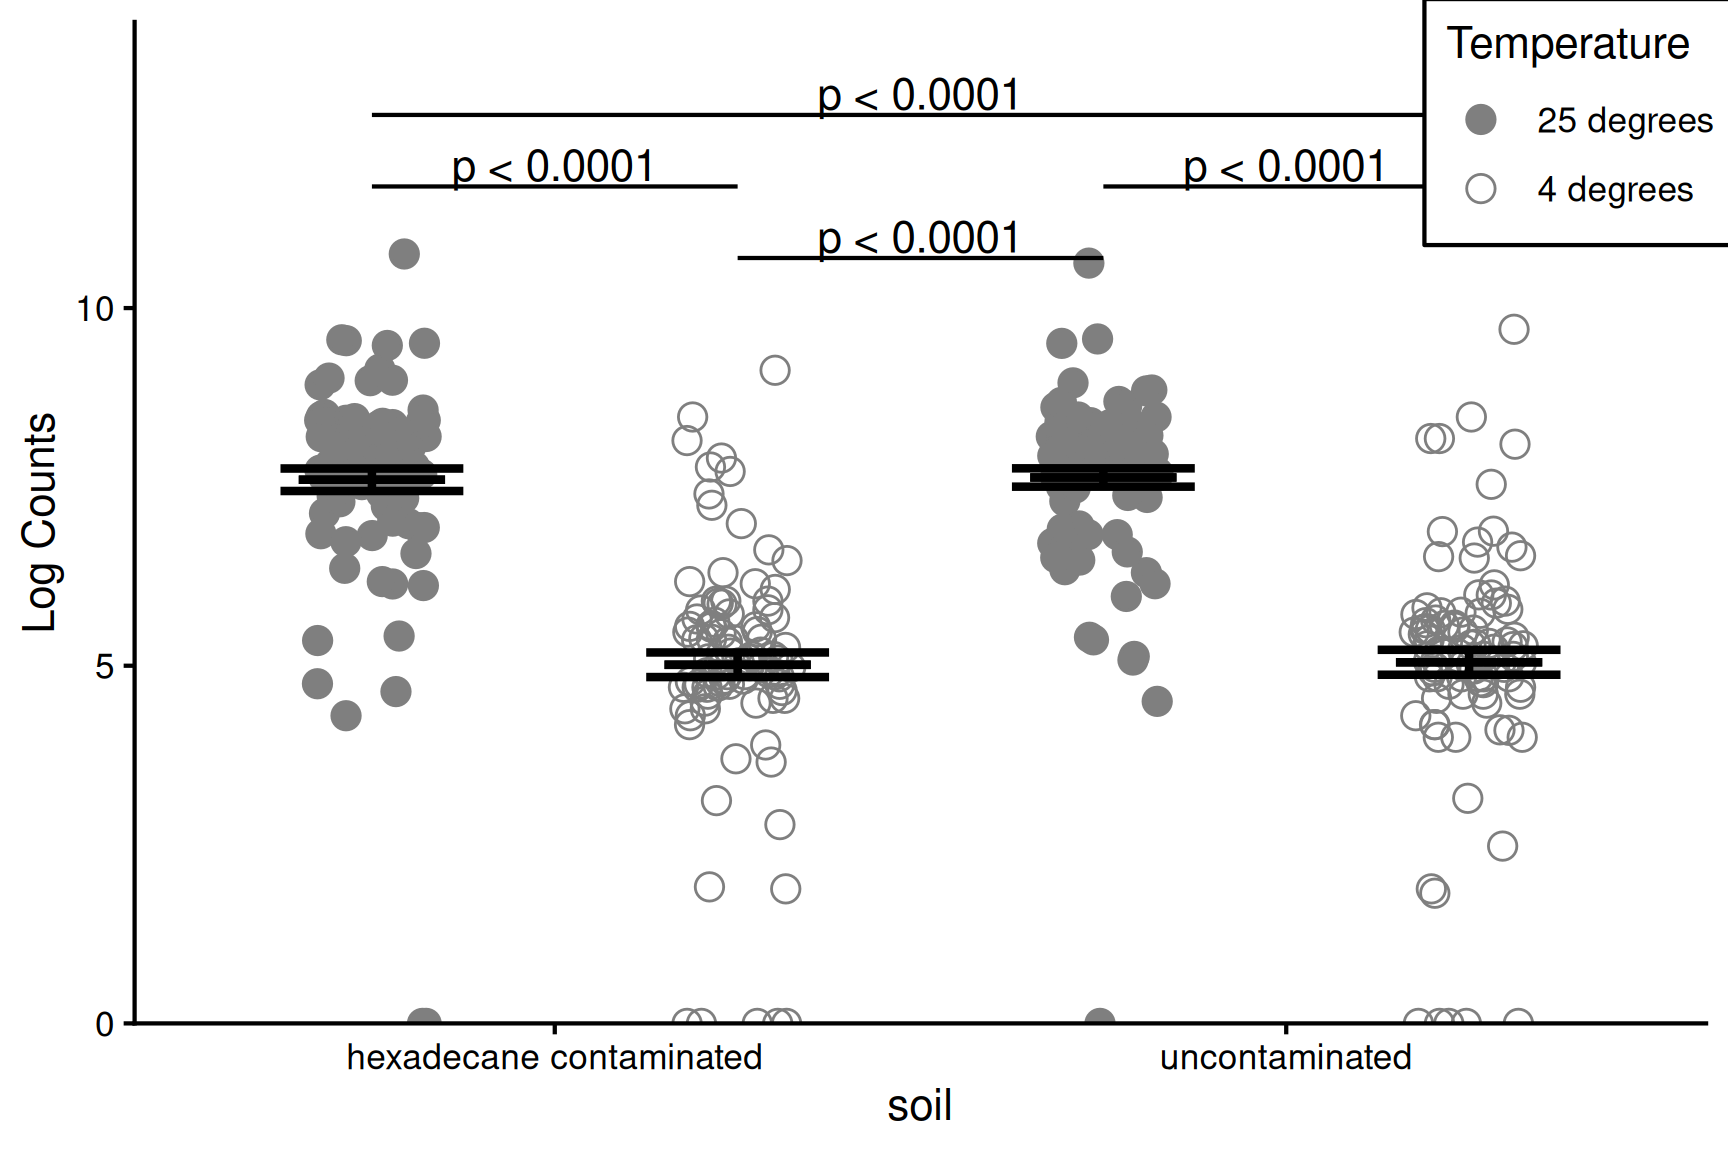 Temperature
25 degrees
4 degrees
p < 0.0001
p < 0.0001
p < 0.0001
p < 0.0001
Log Counts
10
5
0
hexadecane contaminated
uncontaminated
soil